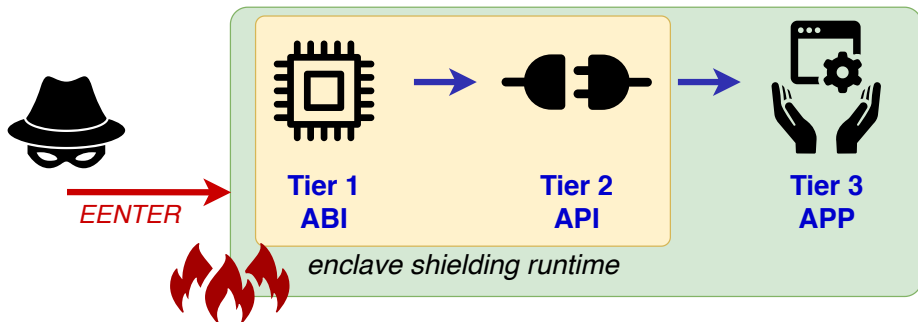 EENTER
Tier 1
ABI
Tier 2
API
Tier 3
APP
enclave shielding runtime